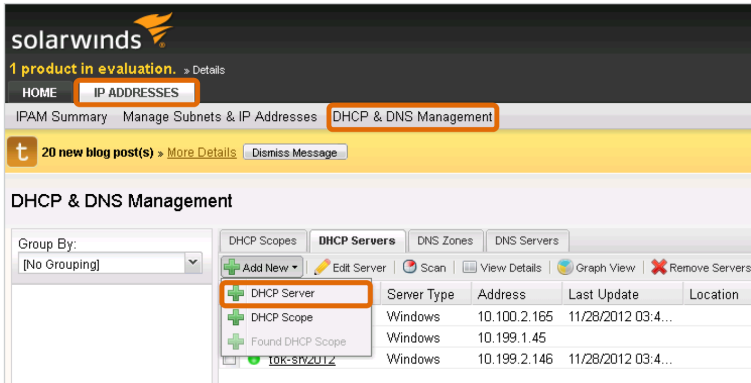 solarwinds
1 product in evaluation. » Details
HOME IP ADDRESSES
IPAM Summary Manage Subnets & IP Addresses DHCP & DNS Management
t 20 new blog post(s) » More Details Dismiss Message
DHCP & DNS Management
Group By:
[No Grouping]
DHCP Scopes DHCP Servers DNS Zones DNS Servers
Add New Edit Server Scan View Details Graph View Remove Servers
DHCP Server Server Type Address Last Update Location
DHCP Scope Windows 10.100.2.165 11/28/2012 03:4...
Found DHCP Scope Windows 10.199.1.45
tok-srv2012 Windows 10.199.2.146 11/28/2012 03:4...